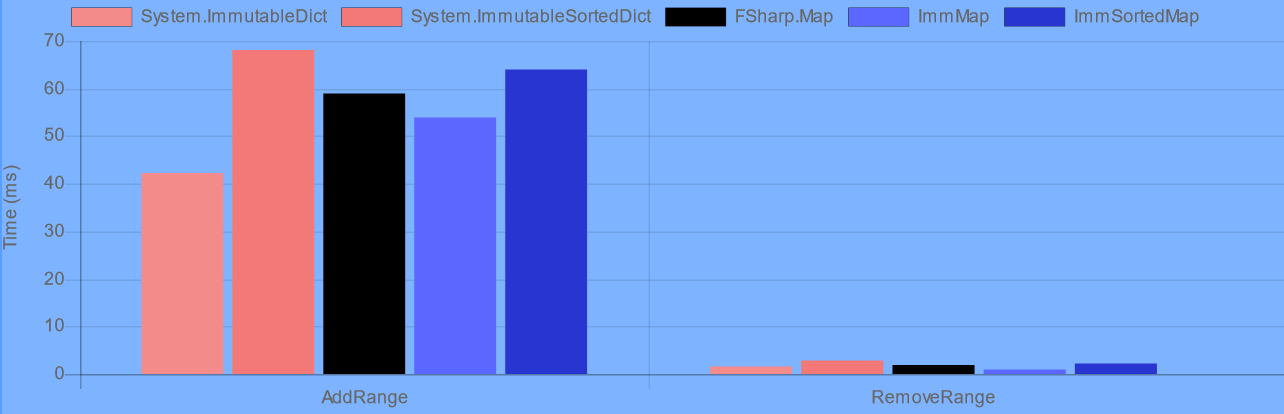 System.ImmutableDict System.ImmutableSortedDict FSharp.Map ImmMap ImmSortedMap
Time (ms)
70
60
50
40
30
20
10
0
AddRange RemoveRange